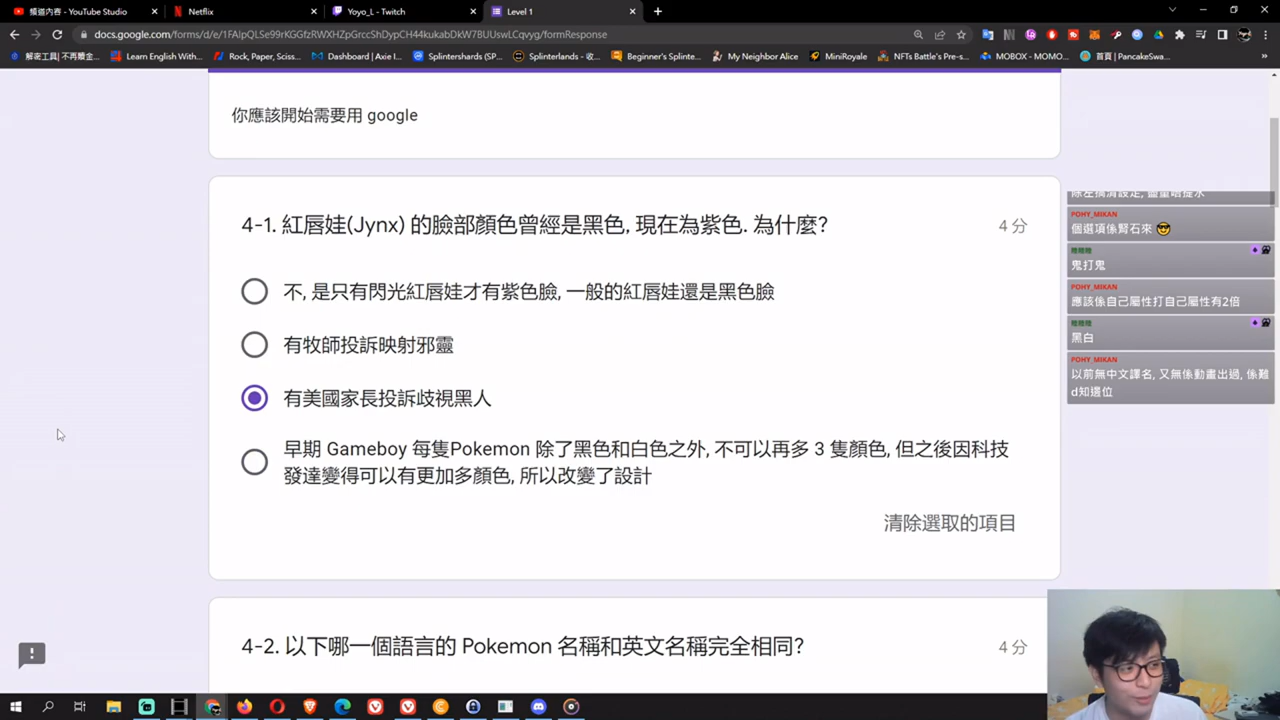 頻道內容 - YouTube Studio
Netflix
Yoyo_L - Twitch
Level 1
docs.google.com/forms/d/e/1FAIpQLSe99rKGGfzRWXHZpGrccShDypCH44kukabDkW7BUUswLCqvyg/formResponse
解密工具| 不再贖金...
Learn English With...
Rock, Paper, Sciss...
Dashboard | Axie I...
Splintershards (SP...
Splinterlands - 收...
Beginner's Splinte...
My Neighbor Alice
MiniRoyale
NFTs Battle's Pre-s...
MOBOX - MOMO...
首頁 | PancakeSwa...
你應該開始需要用 google
4-1. 紅唇娃(Jynx) 的臉部顏色曾經是黑色, 現在為紫色. 為什麼?
4 分
不, 是只有閃光紅唇娃才有紫色臉, 一般的紅唇娃還是黑色臉
有牧師投訴映射邪靈
有美國家長投訴歧視黑人
早期 Gameboy 每隻Pokemon 除了黑色和白色之外, 不可以再多 3 隻顏色, 但之後因科技
發達變得可以有更加多顏色, 所以改變了設計
清除選取的項目
4-2. 以下哪一個語言的 Pokemon 名稱和英文名稱完全相同?
4 分
POHY_MIKAN
個選項係腎石來
鬼打鬼
POHY_MIKAN
應該係自己屬性打自己屬性有2倍
黑白
POHY_MIKAN
以前無中文譯名, 又無係動畫出過, 係難
d知邊位